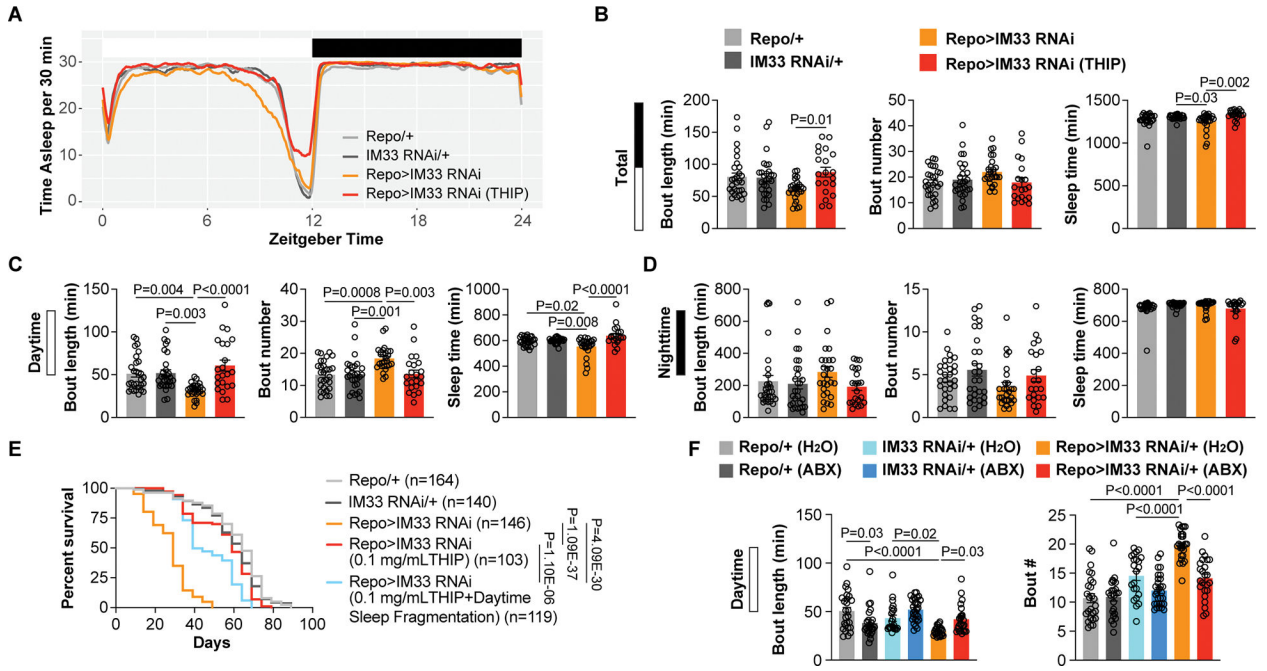 A
Time Asleep per 30 min
30
20
10
0
0 6 12 24
Zeitgeber Time
Repo/+
IM33 RNAi/+
Repo>IM33 RNAi
Repo>IM33 RNAi (THIP)
B
Repo/+
IM33 RNAi/+
Repo>IM33 RNAi
Repo>IM33 RNAi (THIP)
Total
Bout length (min)
200
150
100
50
0
P=0.01
Bout number
50
40
30
20
10
0
Sleep time (min)
1500
1000
500
0
P=0.002
P=0.03
C
Daytime
Bout length (min)
150
100
50
0
P=0.004 P<0.0001
P=0.003
Bout number
40
30
20
10
0
P=0.0008 P=0.003
P=0.001
Sleep time (min)
1000
800
600
400
200
0
P<0.0001
P=0.02
P=0.008
D
Nighttime
Bout length (min)
800
600
400
200
0
Bout number
15
10
5
0
Sleep time (min)
800
600
400
200
0
E
Percent survival
100
75
50
25
0
0 20 40 60 80 100
Days
Repo/+ (n=164)
IM33 RNAi/+ (n=140)
Repo>IM33 RNAi (n=146)
Repo>IM33 RNAi
(0.1 mg/mLTHIP) (n=103)
Repo>IM33 RNAi
(0.1 mg/mLTHIP+Daytime
Sleep Fragmentation) (n=119)
P=1.10E-06
P=1.09E-37
P=4.09E-30
F
Repo/+ (H2O) IM33 RNAi/+ (H2O) Repo>IM33 RNAi/+ (H2O)
Repo/+ (ABX) IM33 RNAi/+ (ABX) Repo>IM33 RNAi/+ (ABX)
Daytime
Bout length (min)
150
100
50
0
P=0.03 P=0.02
P<0.0001 P=0.03
Bout #
25
20
15
10
5
0
P<0.0001 P<0.0001
P<0.0001